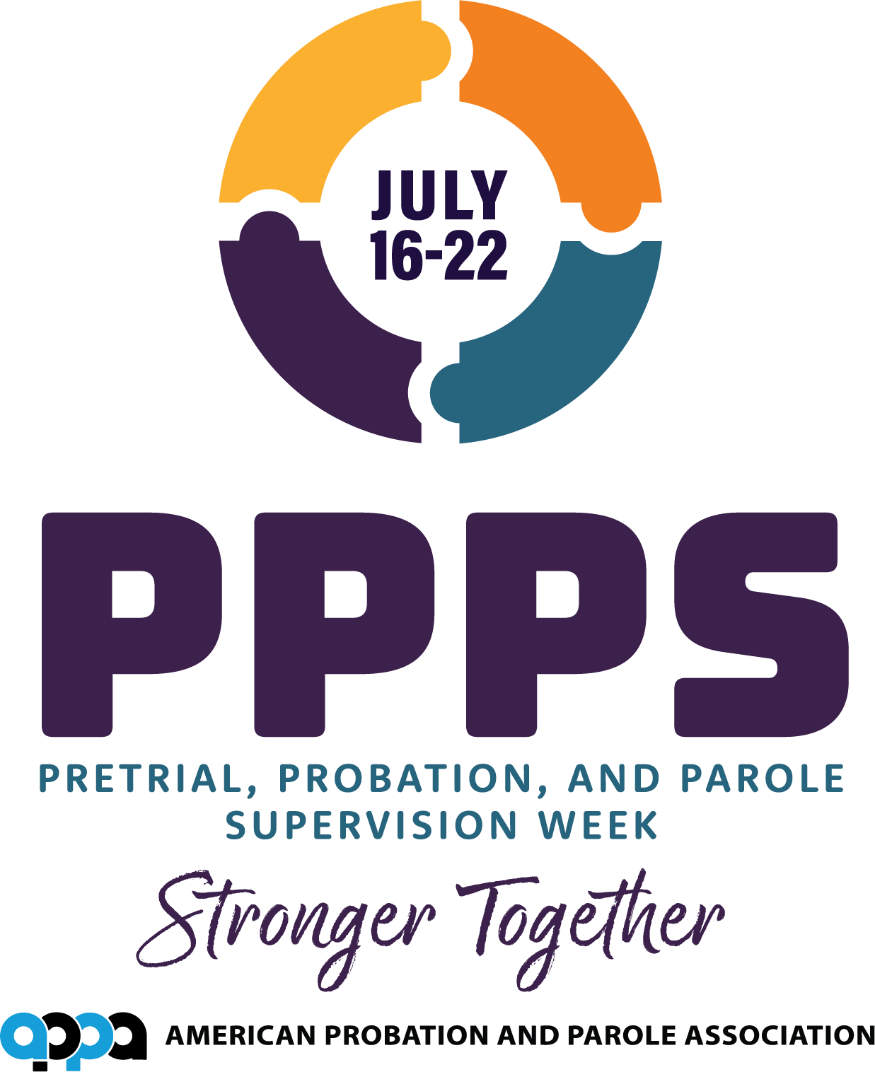 JULY
16-22
PPPS
PRETRIAL, PROBATION, AND PAROLE
SUPERVISION WEEK
Stronger Together
appa AMERICAN PROBATION AND PAROLE ASSOCIATION